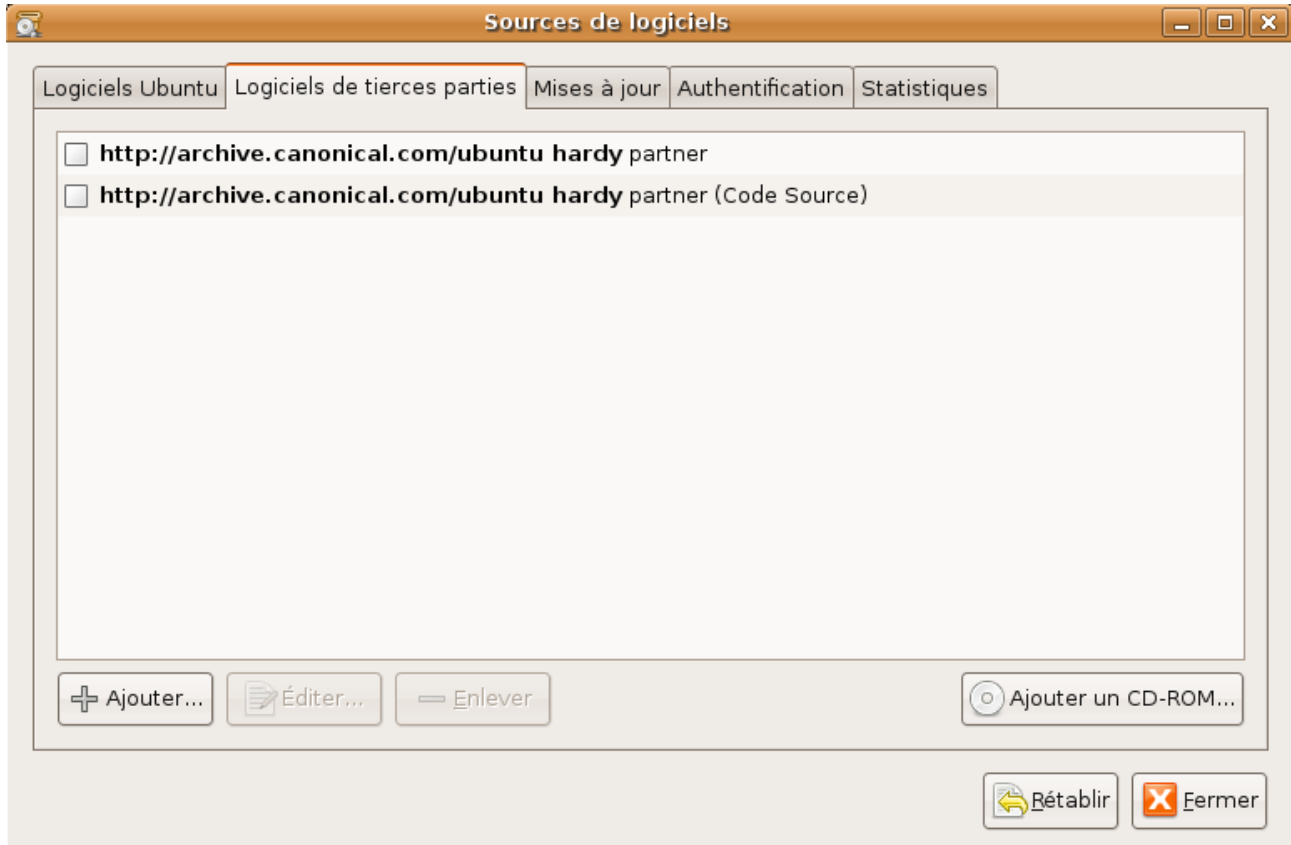 Sources de logiciels
Logiciels Ubuntu Logiciels de tierces parties Mises à jour Authentification Statistiques
http://archive.canonical.com/ubuntu hardy partner
http://archive.canonical.com/ubuntu hardy partner (Code Source)
Ajouter... Éditer... Enlever Ajouter un CD-ROM...
Rétablir Fermer